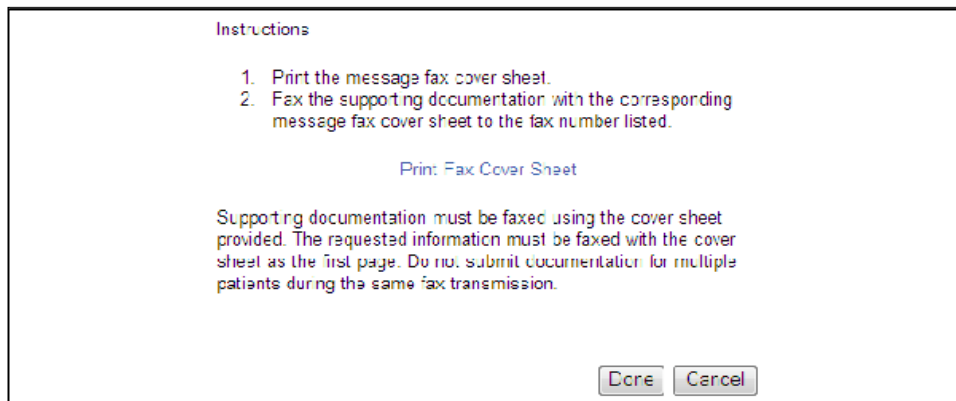 Instructions
1. Print the message fax cover sheet.
2. Fax the supporting documentation with the corresponding
message fax cover sheet to the fax number listed.
Print Fax Cover Sheet
Supporting documentation must be faxed using the cover sheet
provided. The requested information must be faxed with the cover
sheet as the first page. Do not submit documentation for multiple
patients during the same fax transmission.
Done Cancel